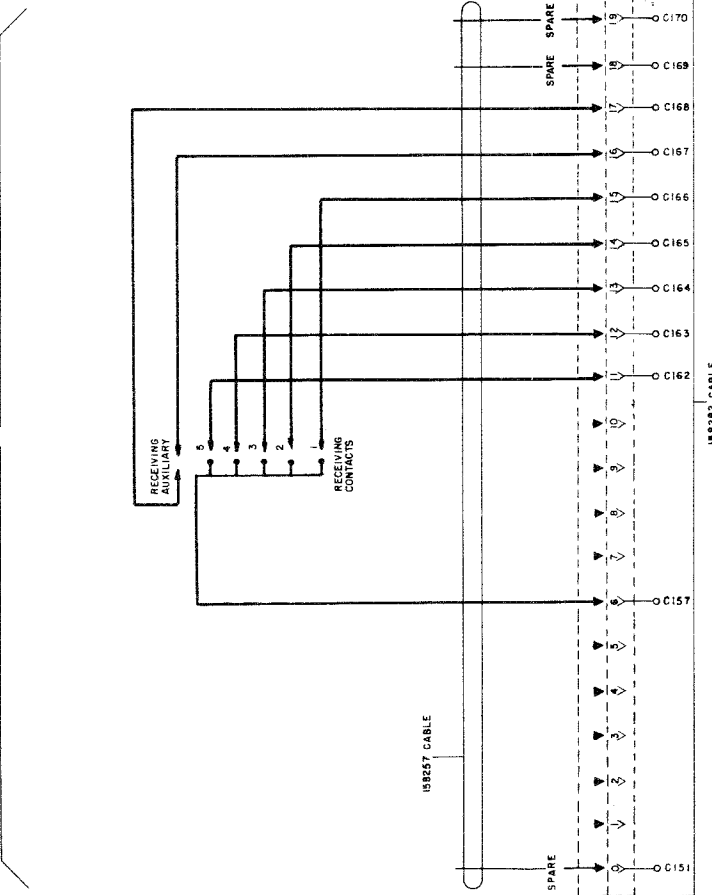 SPARE 19 C170
SPARE 18 C169
17 C168
16 C167
15 C166
14 C165
13 C164
12 C163
11 C162
RECEIVING
AUXILIARY
5
4
3
2
1
RECEIVING
CONTACTS
10
9
8
7
6 C157
5
4
3
2
1
158257 CABLE
SPARE 0 C151